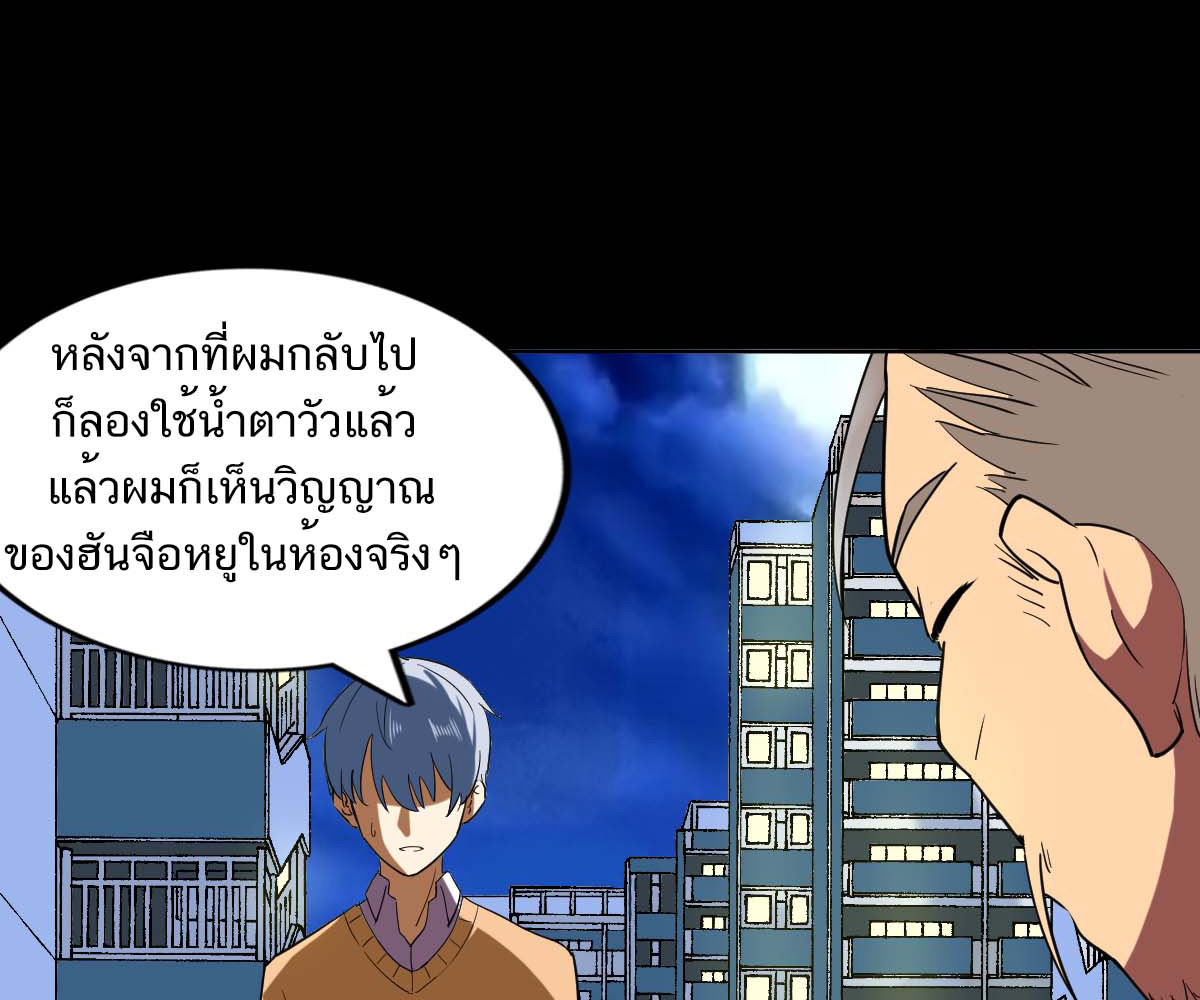 หลังจากที่ผมกลับไป
ก็ลองใช้น้ำตาวัวแล้ว
แล้วผมก็เห็นวิญญาณ
ของฮันจือหยูในห้องจริงๆ